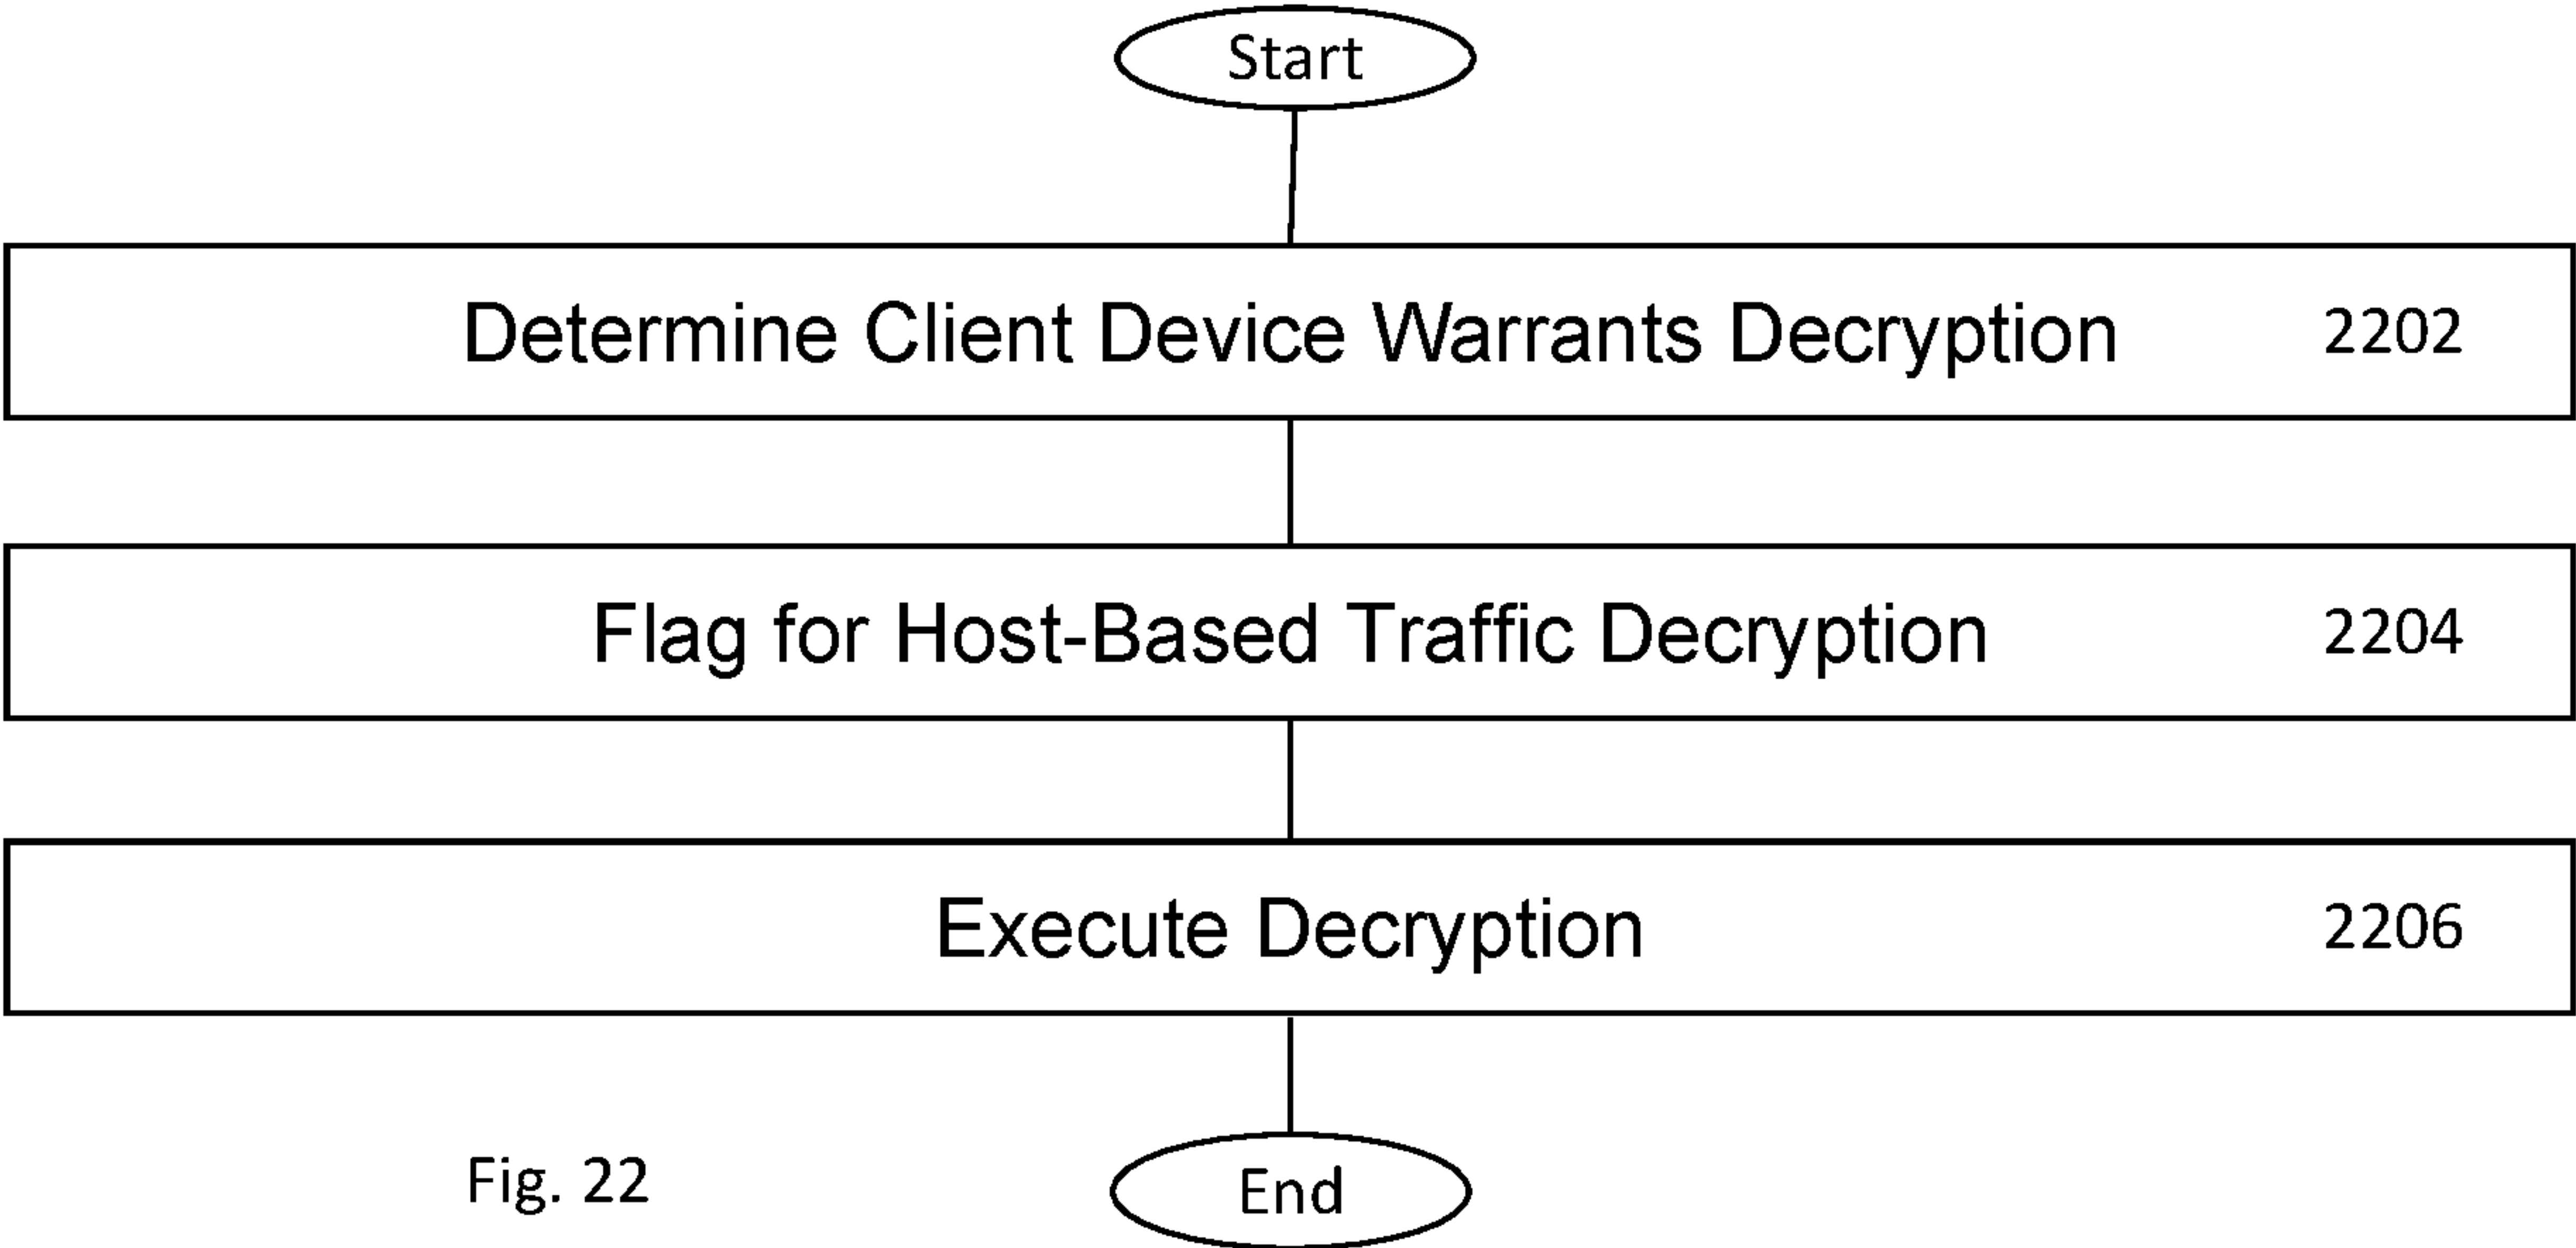 Start
Determine Client Device Warrants Decryption 2202
Flag for Host-Based Traffic Decryption 2204
Execute Decryption 2206
Fig. 22
End